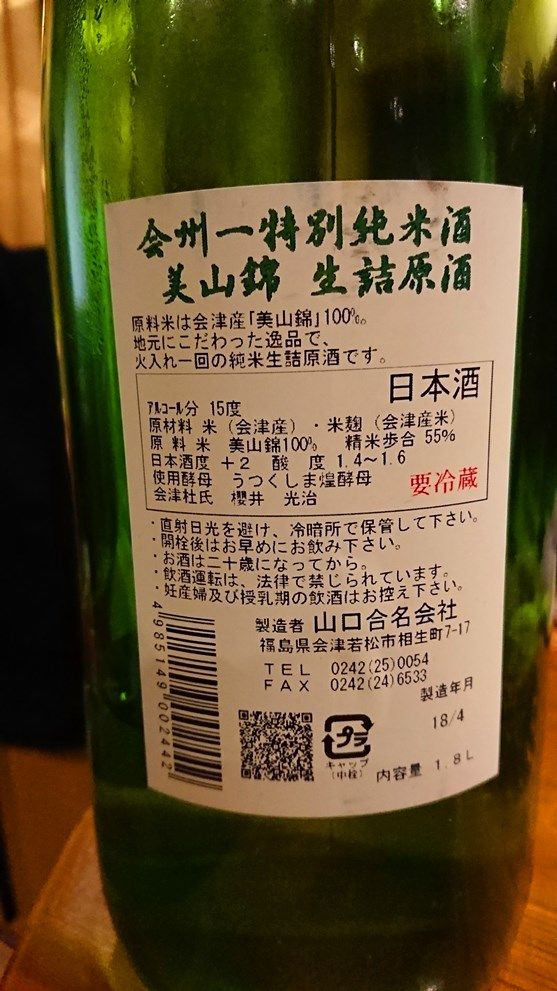 会州一特別純米酒
美山錦 生詰原酒
原料米は会津産｢美山錦｣100%。
地元にこだわった逸品で、
火入れ一回の純米生詰原酒です。
日本酒
アルコール分 15度
原材料 米（会津産）・米麹（会津産米）
原 料 米 美山錦100% 精米歩合 55%
日本酒度 +2 酸 度 1.4～1.6
使用酵母 うつくしま煌酵母
会津杜氏 櫻井 光治
要冷蔵
・直射日光を避け、冷暗所で保管して下さい。
・開栓後はお早めにお飲み下さい。
・お酒は二十歳になってから。
・飲酒運転は、法律で禁じられています。
・妊産婦及び授乳期の飲酒はお控え下さい。
製造者 山口合名会社
福島県会津若松市相生町7-17
TEL 0242(25)0054
FAX 0242(24)6533
製造年月
18/4
4985149002442
プラ
キャップ
(中栓)
内容量 1.8L